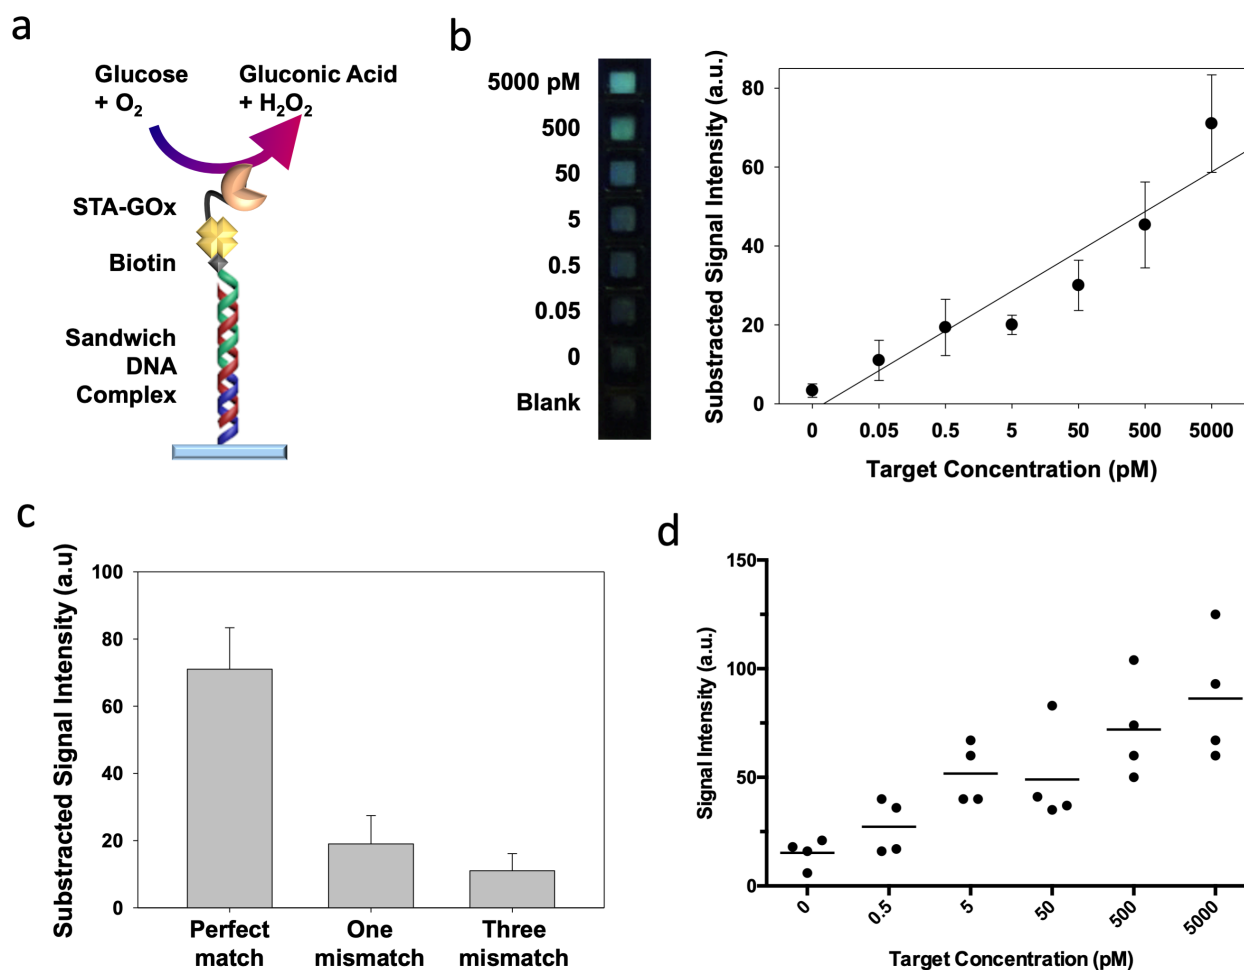 a
Glucose
+ O2
Gluconic Acid
+ H2O2
STA-GOx
Biotin
Sandwich
DNA
Complex
b
5000 pM
500
50
5
0.5
0.05
0
Blank
Substracted Signal Intensity (a.u.)
80
60
40
20
0
0 0.05 0.5 5 50 500 5000
Target Concentration (pM)
c
Substracted Signal Intensity (a.u)
100
80
60
40
20
0
Perfect match
One mismatch
Three mismatch
d
Signal Intensity (a.u.)
150
100
50
0
0 0.5 5 50 500 5000
Target Concentration (pM)